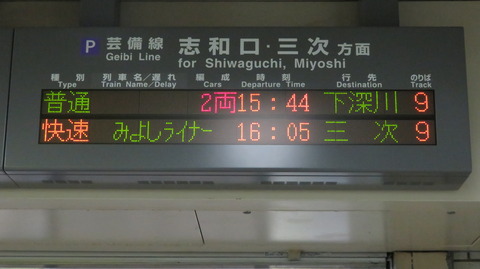 P 芸備線 志和口・三次 方面
Geibi Line for Shiwaguchi, Miyoshi
種別 列車名/遅れ 編成 時刻 行先 のりば
Type Train Name/Delay Cars Departure Time Destination Track
普通 2両 15:44 下深川 9
快速 みよしライナー 16:05 三次 9